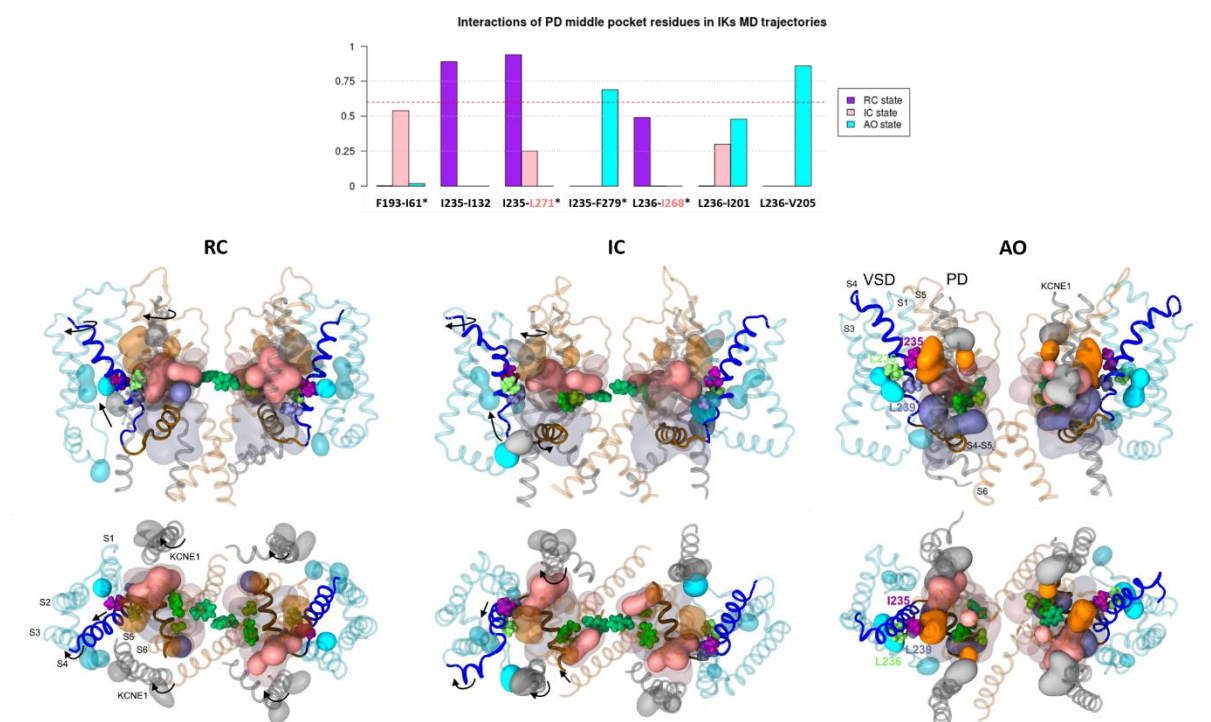 Interactions of PD middle pocket residues in IKs MD trajectories
1
0.75
0.5
0.25
0
RC state
IC state
AO state
F193-I61* I235-I132 I235-L271* I235-F279* L236-I268* L236-I201 L236-V205
RC IC AO
S4 VSD S5 PD KCNE1
S1
S3
I235
L239
S4-S5
S6
S1
KCNE1
S2
S3
S5
S6
S4
KCNE1
I235
L239
L236